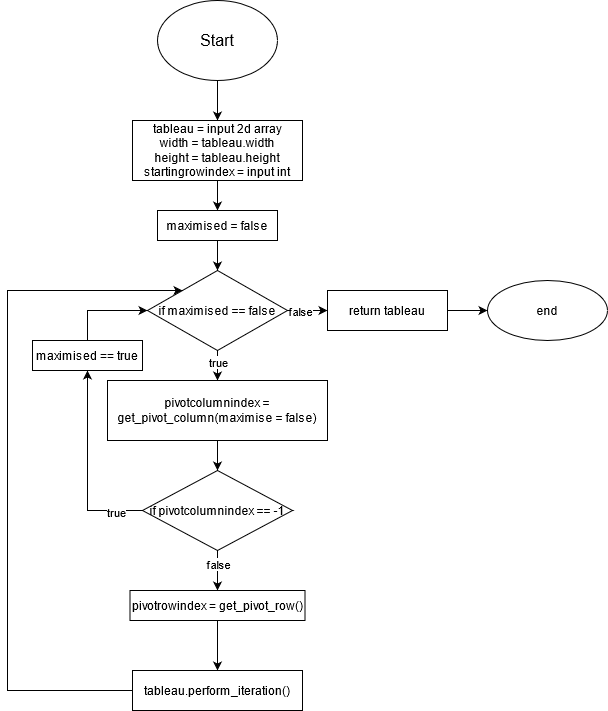 Start
tableau = input 2d array
width = tableau.width
height = tableau.height
startingrowindex = input int
maximised = false
if maximised == false
false
return tableau
end
maximised == true
true
pivotcolumnindex =
get_pivot_column(maximise = false)
if pivotcolumnindex == -1
true
false
pivotrowindex = get_pivot_row()
tableau.perform_iteration()